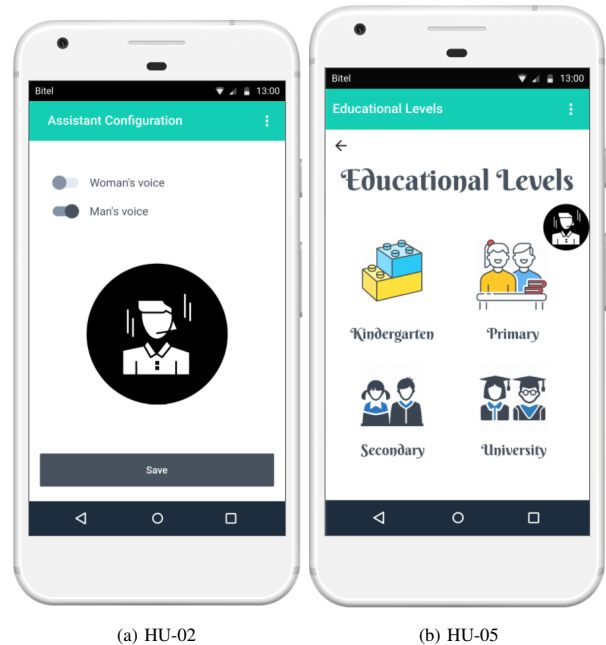 Bitel 13:00
Assistant Configuration
Woman's voice
Man's voice
Save
(a) HU-02
Bitel 13:00
Educational Levels
Educational Levels
Kindergarten Primary
Secondary University
(b) HU-05